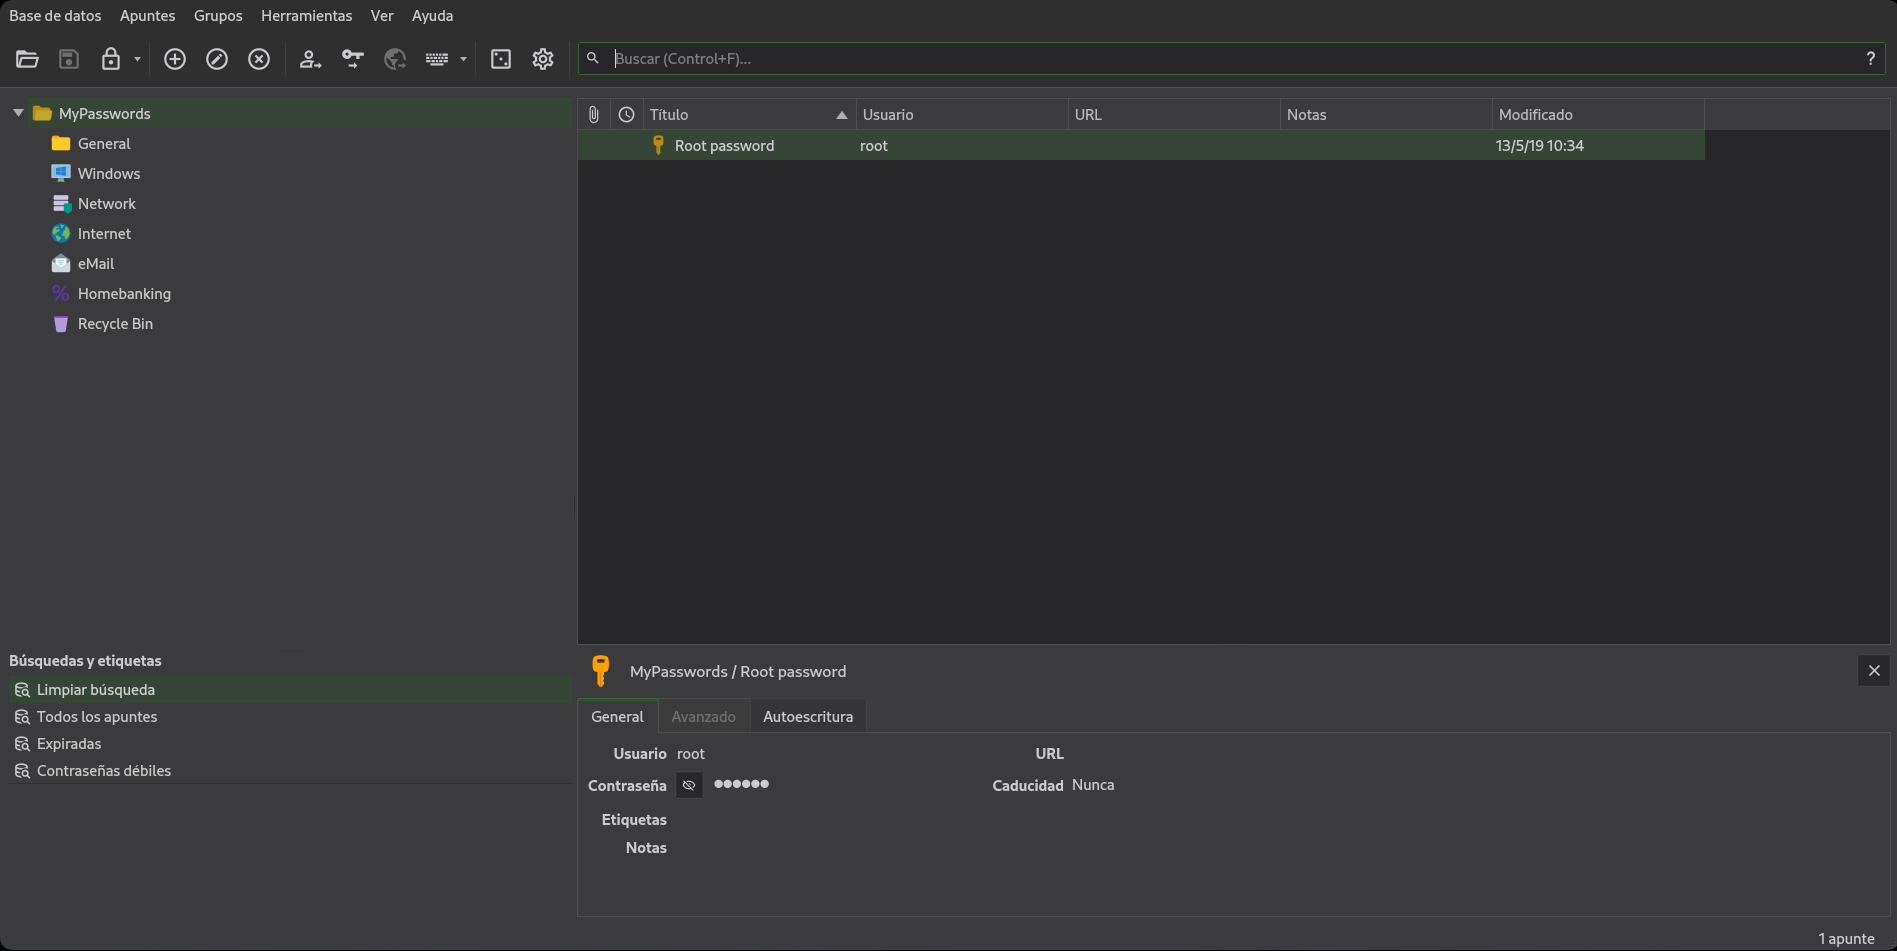 Base de datos Apuntes Grupos Herramientas Ver Ayuda
Buscar (Control+F)... ?
MyPasswords
General
Windows
Network
Internet
eMail
Homebanking
Recycle Bin
Título Usuario URL Notas Modificado
Root password root 13/5/19 10:34
Búsquedas y etiquetas
Limpiar búsqueda
Todos los apuntes
Expiradas
Contraseñas débiles
MyPasswords / Root password
General Avanzado Autoescritura
Usuario root URL
Contraseña ●●●●●● Caducidad Nunca
Etiquetas
Notas
1 apunte